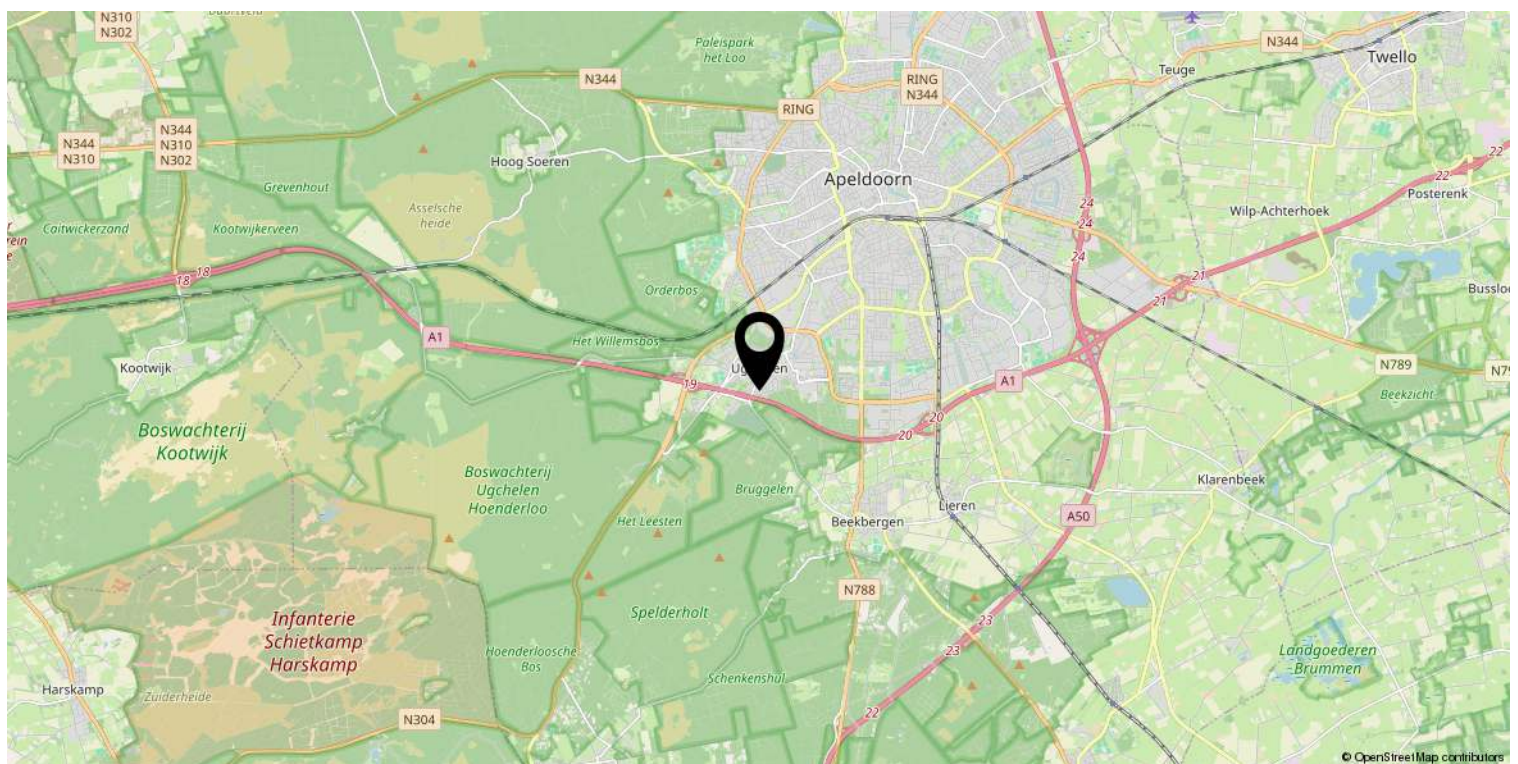 N310
N302
Paleispark
het Loo
N344
RING
N344
N344
Twello
Teuge
N344
RING
N344
N310
N344
N310
N302
Hoog Soeren
Apeldoorn
22
22
Posterenk
Grevenhout
Asselsche
heide
Caitwickerzand
Kootwijkerveen
24
24
24
Wilp-Achterhoek
18
18
21
21
Orderbos
Busslo
A1
Het Willemsbos
Kootwijk
19
A1
N789
Beekzicht
Boswachterij
Kootwijk
20
20
Boswachterij
Ugchelen
Hoenderloo
Bruggelen
Klarenbeek
Het Leesten
Beekbergen
Lieren
A50
N788
Infanterie
Schietkamp
Harskamp
Spelderholt
23
23
Hoenderloosche
Bos
Landgoederen
Brummen
Schenkenshul
Harskamp
Zuiderheide
N304
22
© OpenStreetMap contributors